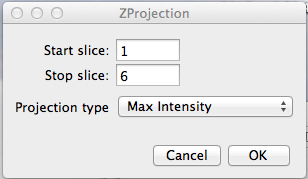 ZProjection
Start slice: 1
Stop slice: 6
Projection type Max Intensity
Cancel OK